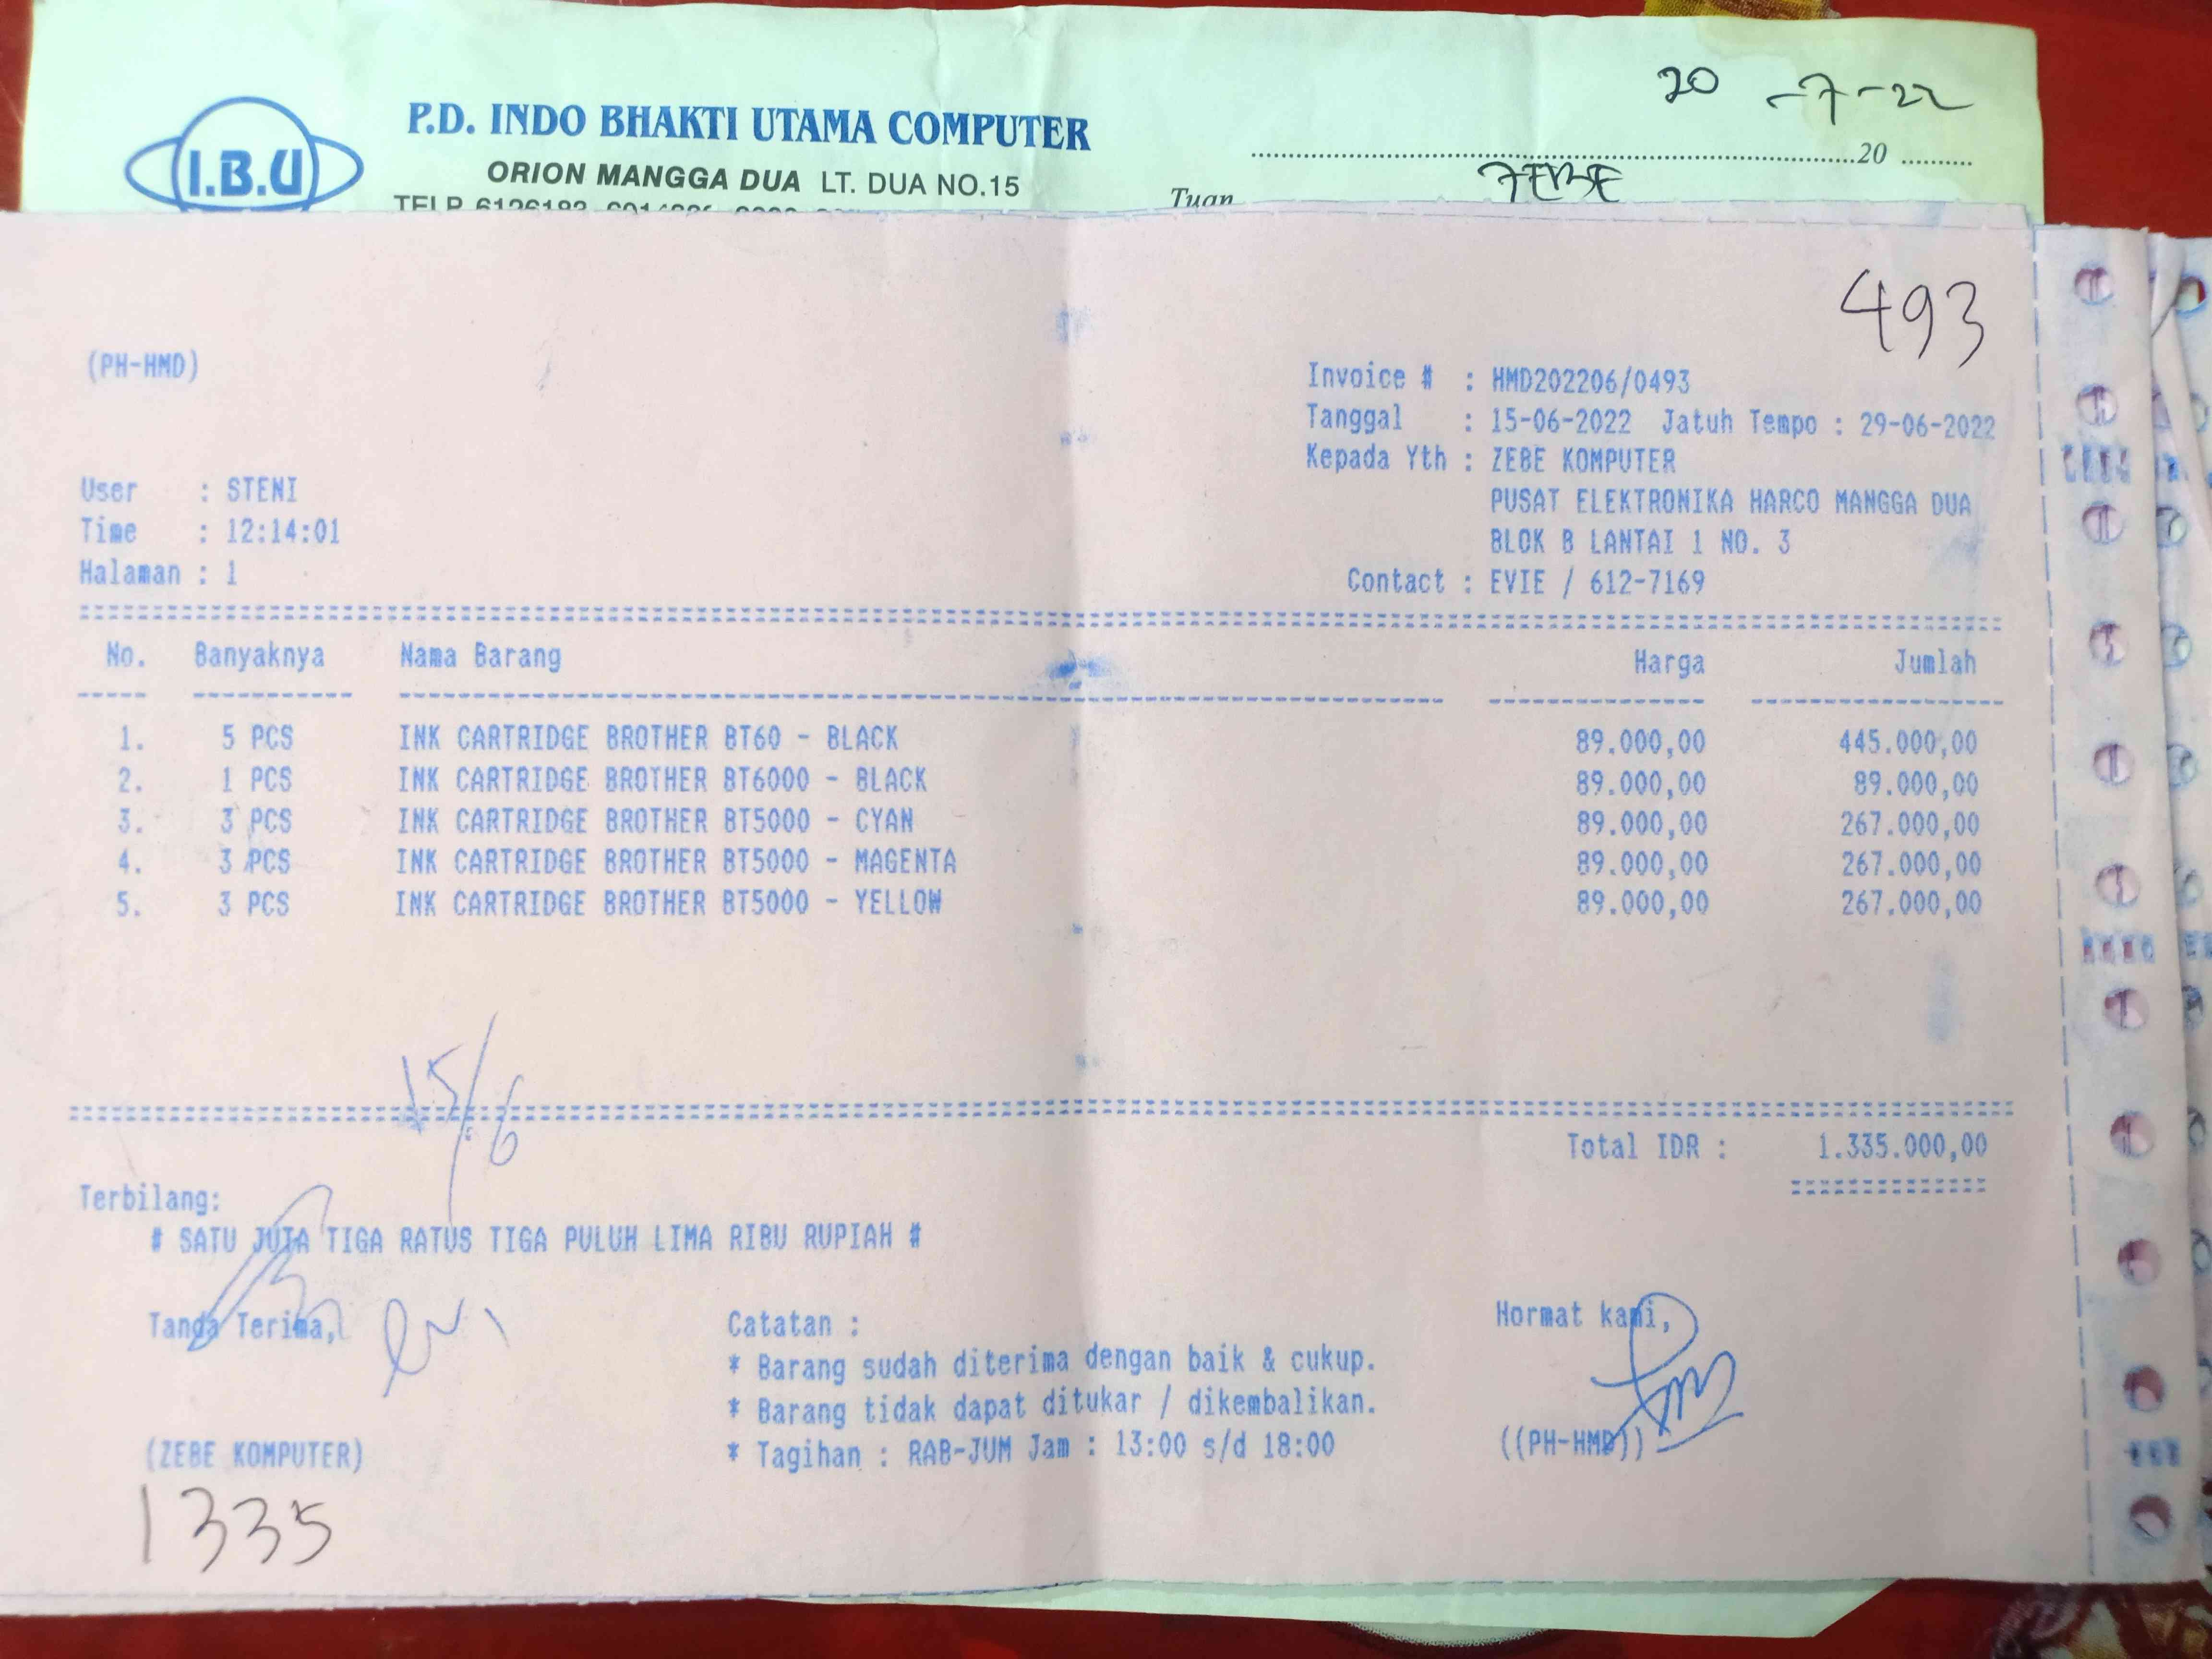 20 -7-22
I.B.U
P.D. INDO BHAKTI UTAMA COMPUTER
ORION MANGGA DUA LT. DUA NO.15
20
TELP. 6126182
Tuan
493
(PH-HMD)
Invoice # : HMD202206/0493
Tanggal : 15-06-2022 Jatuh Tempo : 29-06-2022
Kepada Yth : ZEBE KOMPUTER
User : STENI
PUSAT ELEKTRONIKA HARCO MANGGA DUA
Time : 12:14:01
BLOK B LANTAI 1 NO. 3
Halaman : 1
Contact : EVIE / 612-7169
No. Banyaknya Nama Barang Harga Jumlah
1. 5 PCS INK CARTRIDGE BROTHER BT60 - BLACK 89.000,00 445.000,00
2. 1 PCS INK CARTRIDGE BROTHER BT6000 - BLACK 89.000,00 89.000,00
3. 3 PCS INK CARTRIDGE BROTHER BT5000 - CYAN 89.000,00 267.000,00
4. 3 PCS INK CARTRIDGE BROTHER BT5000 - MAGENTA 89.000,00 267.000,00
5. 3 PCS INK CARTRIDGE BROTHER BT5000 - YELLOW 89.000,00 267.000,00
15/6
Total IDR : 1.335.000,00
Terbilang:
# SATU JUTA TIGA RATUS TIGA PULUH LIMA RIBU RUPIAH #
Tanda Terima,
Catatan :
Hormat kami,
* Barang sudah diterima dengan baik & cukup.
* Barang tidak dapat ditukar / dikembalikan.
* Tagihan : RAB-JUM Jam : 13:00 s/d 18:00
(ZEBE KOMPUTER)
((PH-HMD))
1335